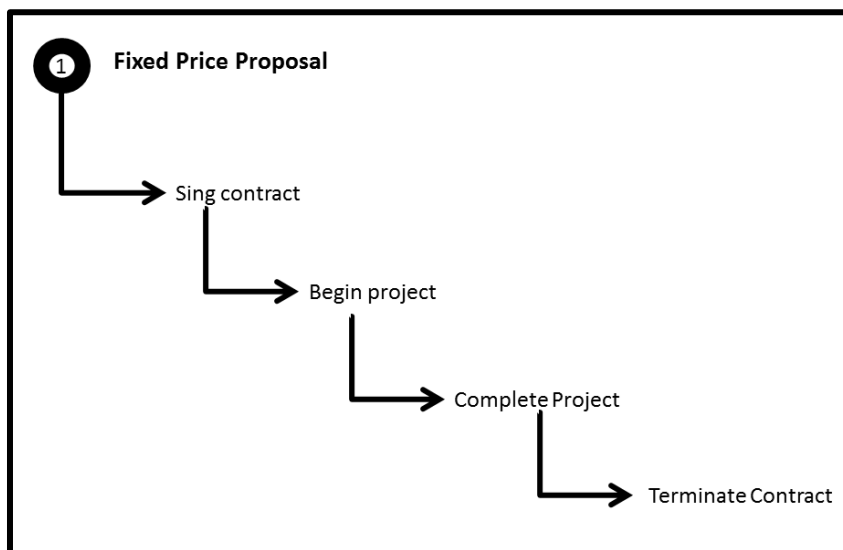 1
Fixed Price Proposal
Sing contract
Begin project
Complete Project
Terminate Contract